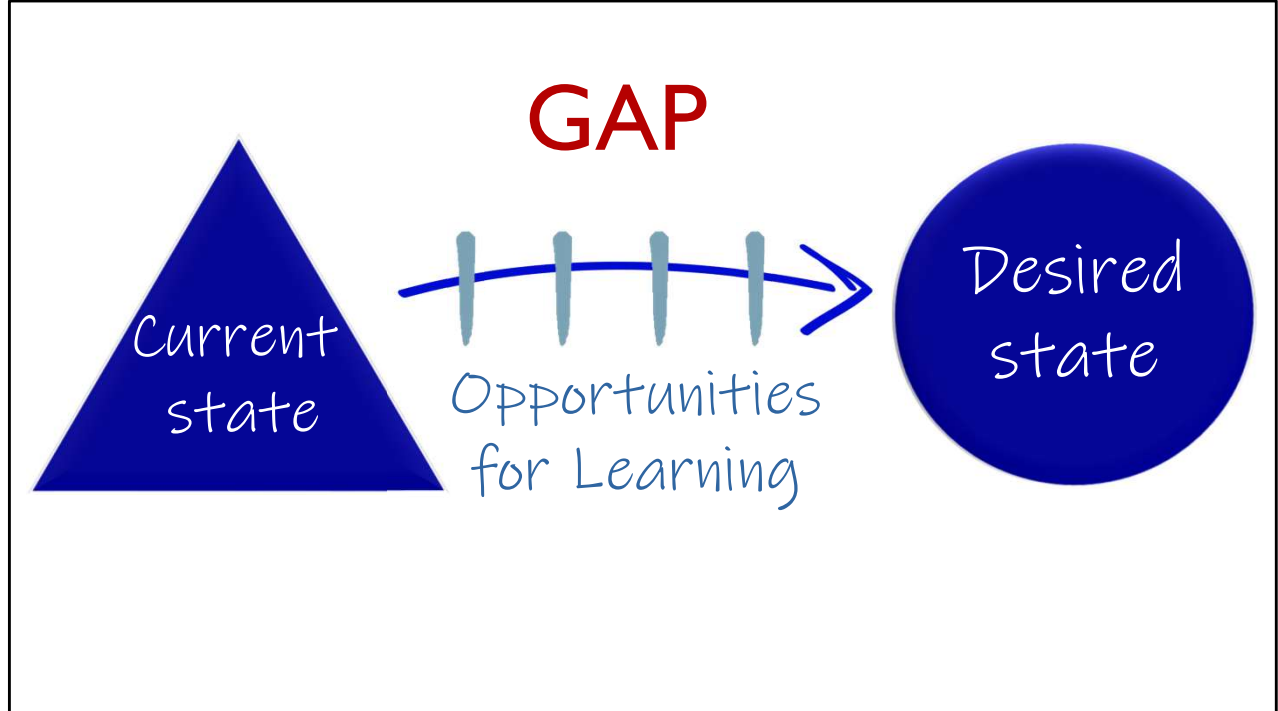 GAP
Current
state
Opportunities
for Learning
Desired
state